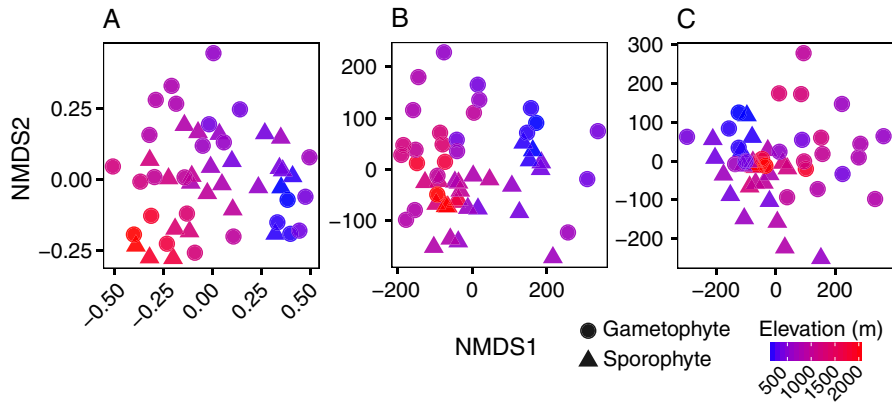 A B C
NMDS2
0.25
0.00
−0.25
−0.50 −0.25 0.00 0.25 0.50
200
100
0
−100
−200 0 200
300
200
100
0
−100
−200
−200 0 200
NMDS1
Gametophyte
Sporophyte
Elevation (m)
500 1000 1500 2000